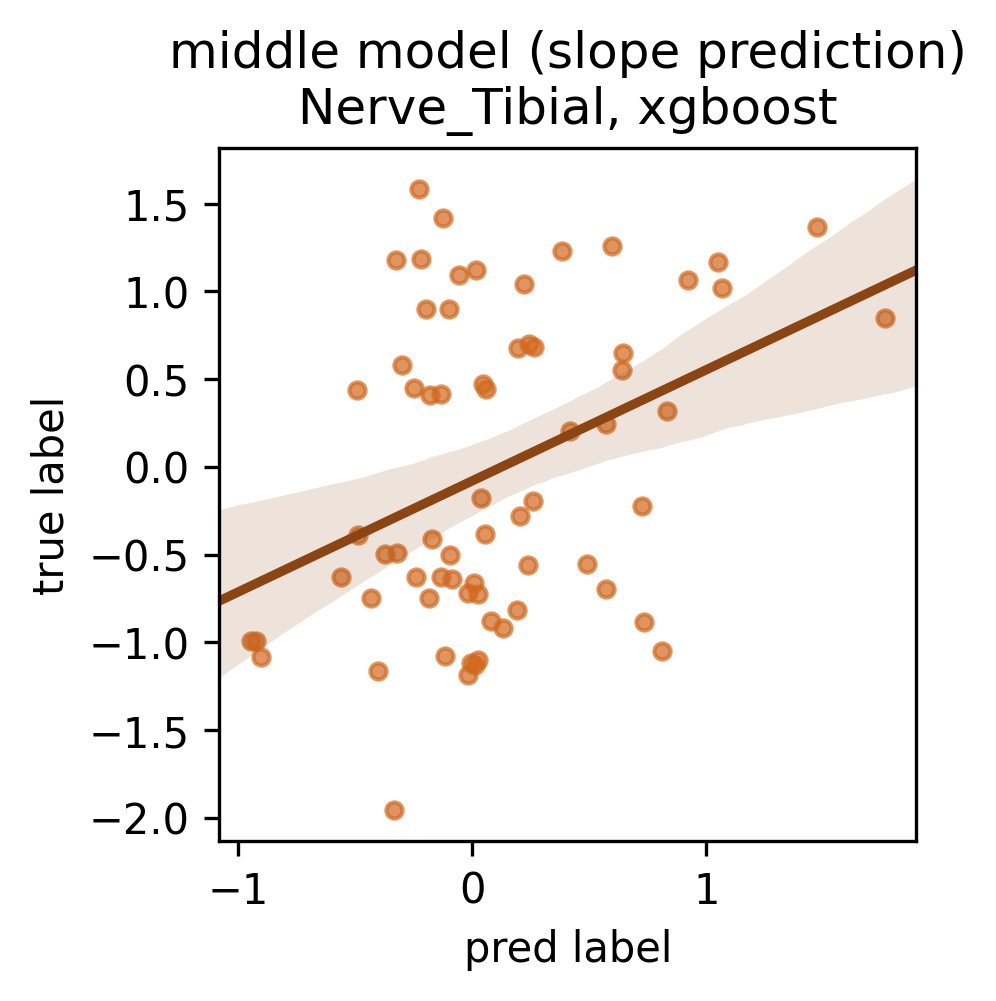 middle model (slope prediction)
Nerve_Tibial, xgboost
1.5
1.0
0.5
0.0
−0.5
−1.0
−1.5
−2.0
true label
−1
0
1
pred label